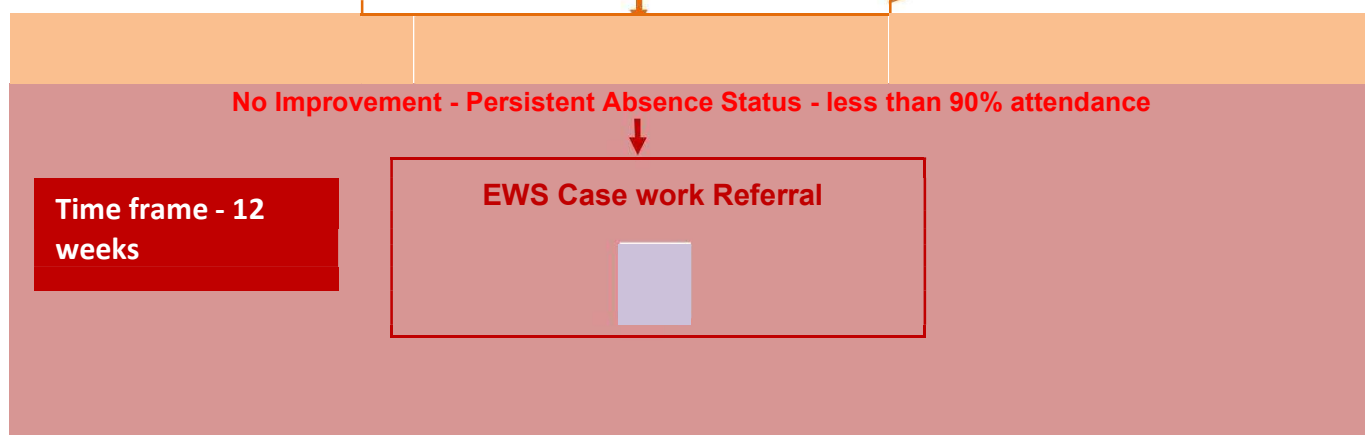 No Improvement - Persistent Absence Status - less than 90% attendance
EWS Case work Referral
Time frame - 12
weeks